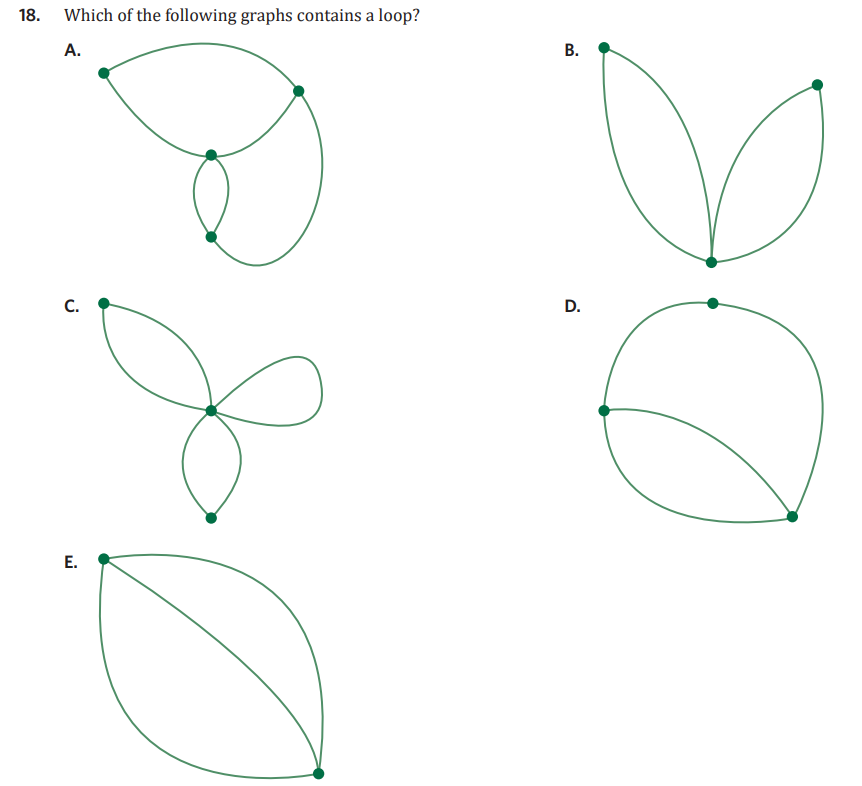 18. Which of the following graphs contains a loop?
A. B.
C. D.
E.